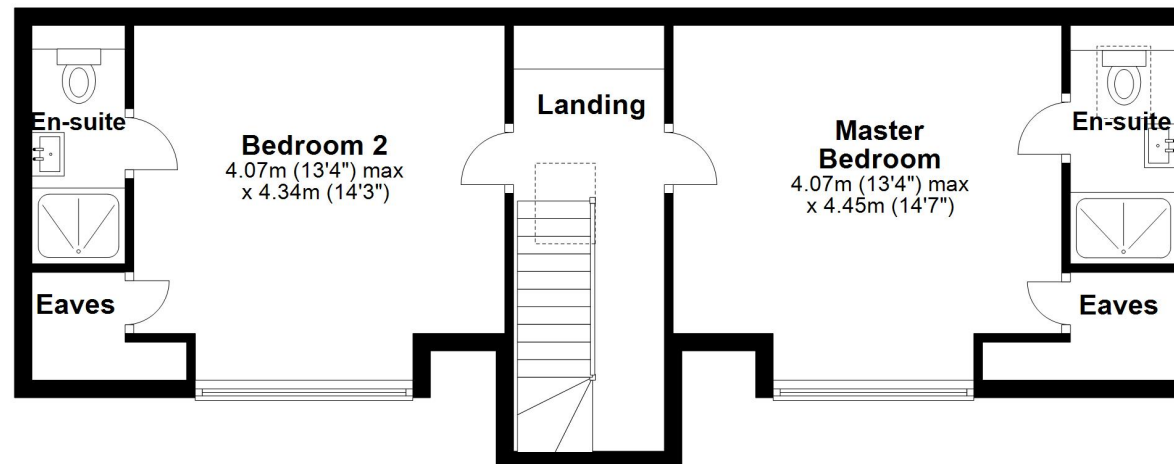 En-suite
Bedroom 2
4.07m (13'4") max
x 4.34m (14'3")
Eaves
Landing
Master
Bedroom
4.07m (13'4") max
x 4.45m (14'7")
En-suite
Eaves